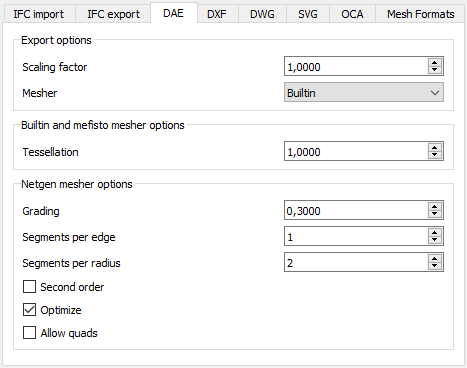 IFC import IFC export DAE DXF DWG SVG OCA Mesh Formats
Export options
Scaling factor 1,0000
Mesher Builtin
Builtin and mefisto mesher options
Tessellation 1,0000
Netgen mesher options
Grading 0,3000
Segments per edge 1
Segments per radius 2
Second order
Optimize
Allow quads